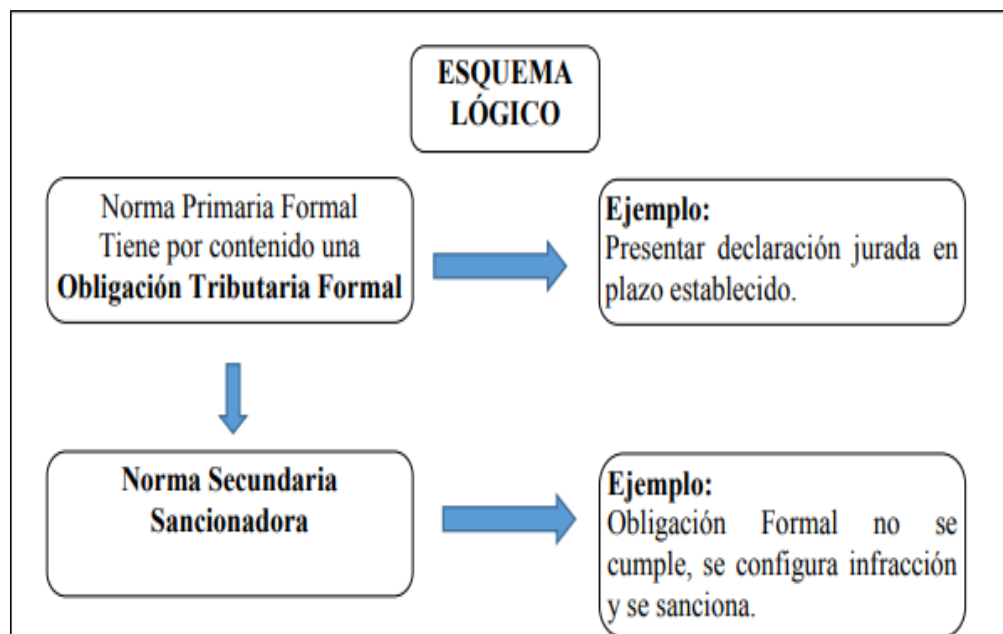 ESQUEMA
LÓGICO
Norma Primaria Formal
Tiene por contenido una
Obligación Tributaria Formal
Ejemplo:
Presentar declaración jurada en
plazo establecido.
Norma Secundaria
Sancionadora
Ejemplo:
Obligación Formal no se
cumple, se configura infracción
y se sanciona.